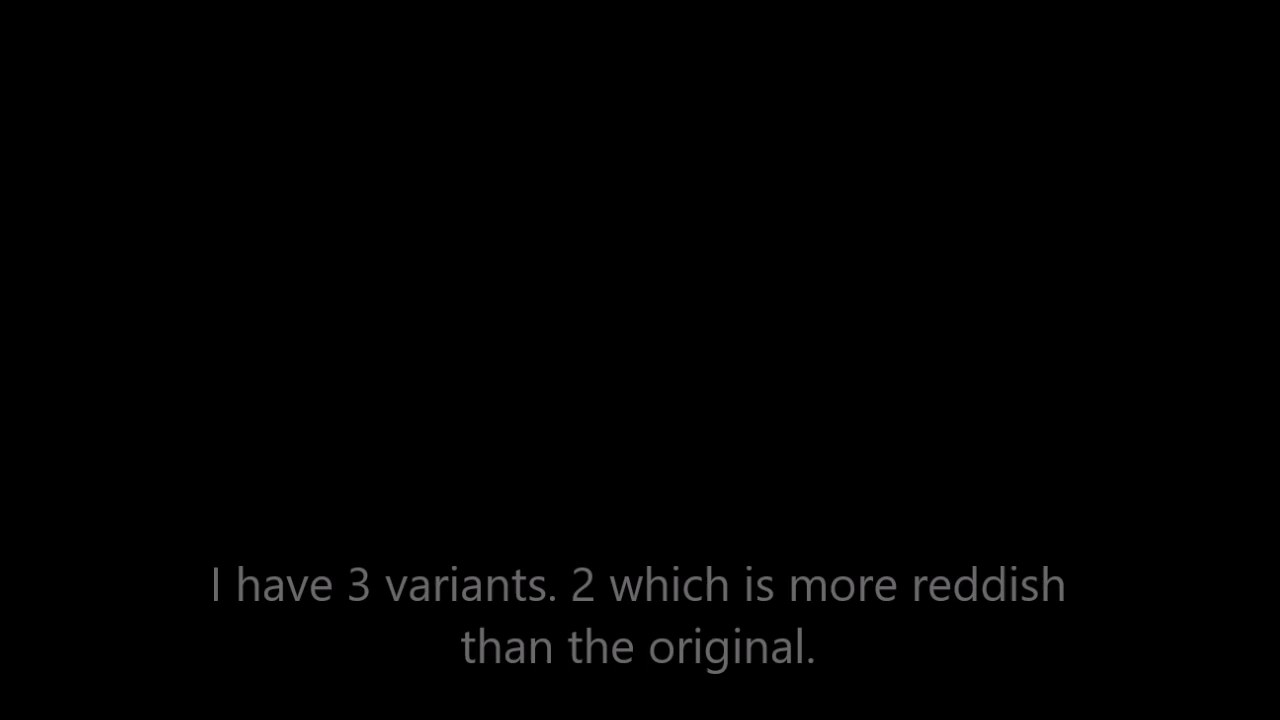 I have 3 variants. 2 which is more reddish
than the original.